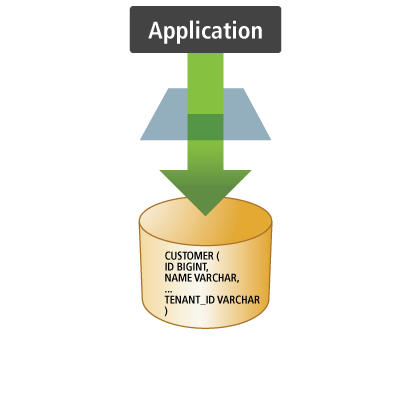 Application
CUSTOMER (
ID BIGINT,
NAME VARCHAR,
...
TENANT_ID VARCHAR
)